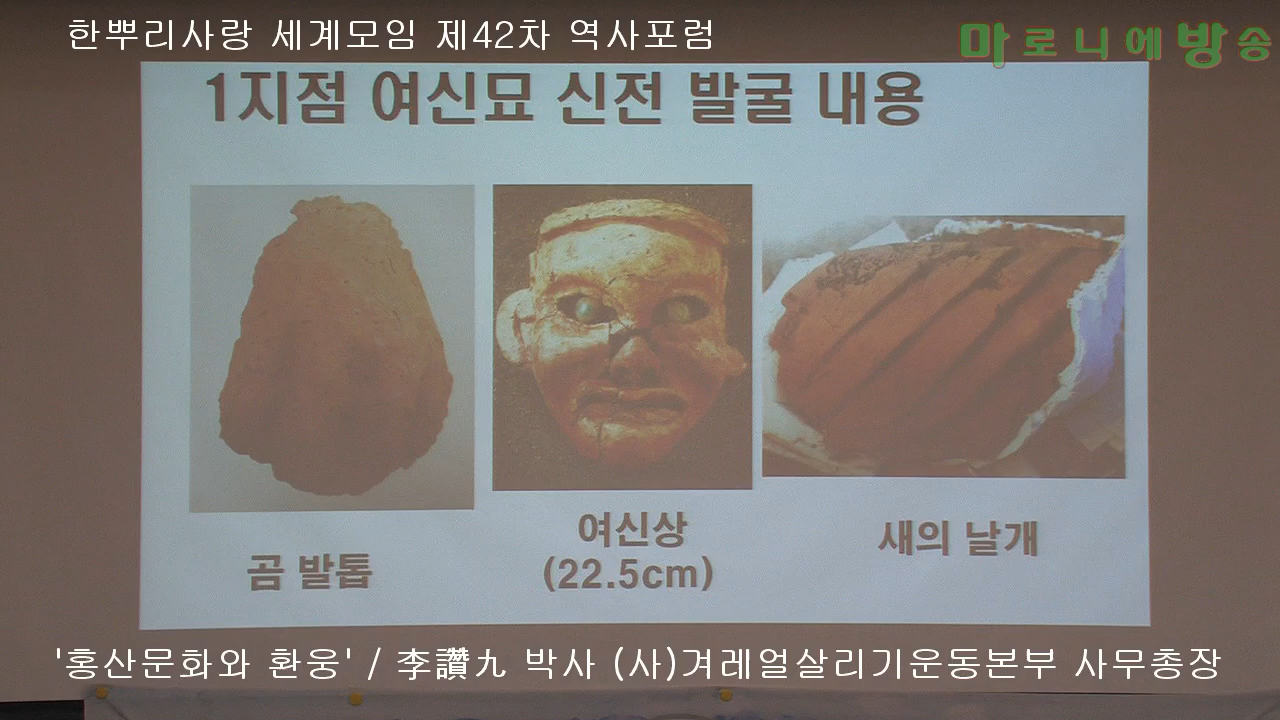 한뿌리사랑 세계모임 제42차 역사포럼
마로니에방송
1지점 여신묘 신전 발굴 내용
곰 발톱
여신상
(22.5cm)
새의 날개
'홍산문화와 환웅' / 李讚九 박사 (사)겨레얼살리기운동본부 사무총장